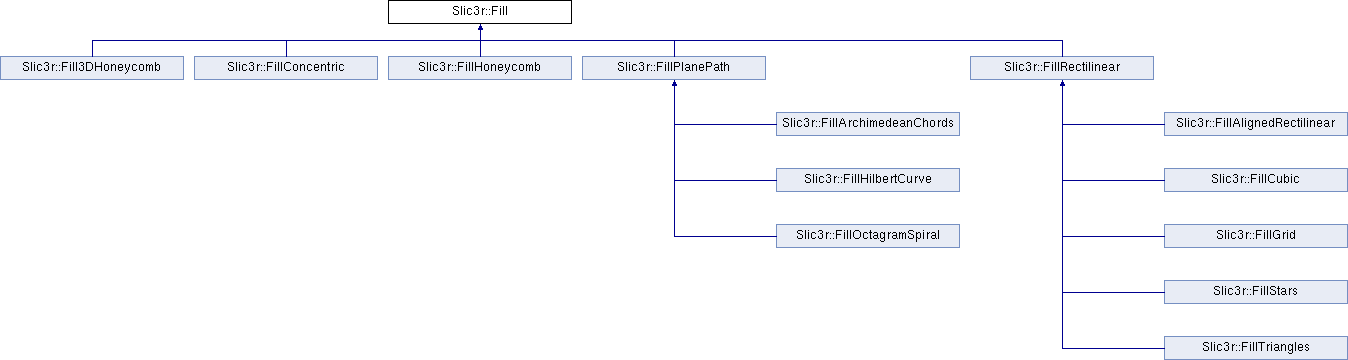 Slic3r::Fill
Slic3r::Fill3DHoneycomb
Slic3r::FillConcentric
Slic3r::FillHoneycomb
Slic3r::FillPlanePath
Slic3r::FillRectilinear
Slic3r::FillArchimedeanChords
Slic3r::FillAlignedRectilinear
Slic3r::FillHilbertCurve
Slic3r::FillCubic
Slic3r::FillOctagramSpiral
Slic3r::FillGrid
Slic3r::FillStars
Slic3r::FillTriangles